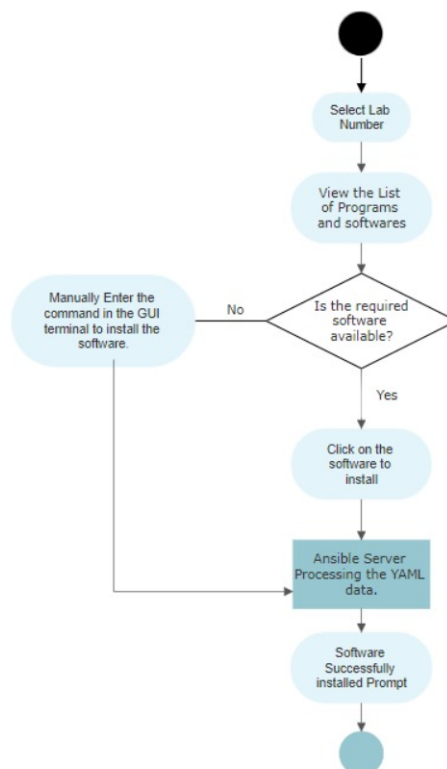 Select Lab
Number
View the List
of Programs
and softwares
Manually Enter the
command in the GUI
terminal to install the
software.
No
Is the required
software
available?
Yes
Click on the
software to
install
Ansible Server
Processing the YAML
data.
Software
Successfully
installed Prompt